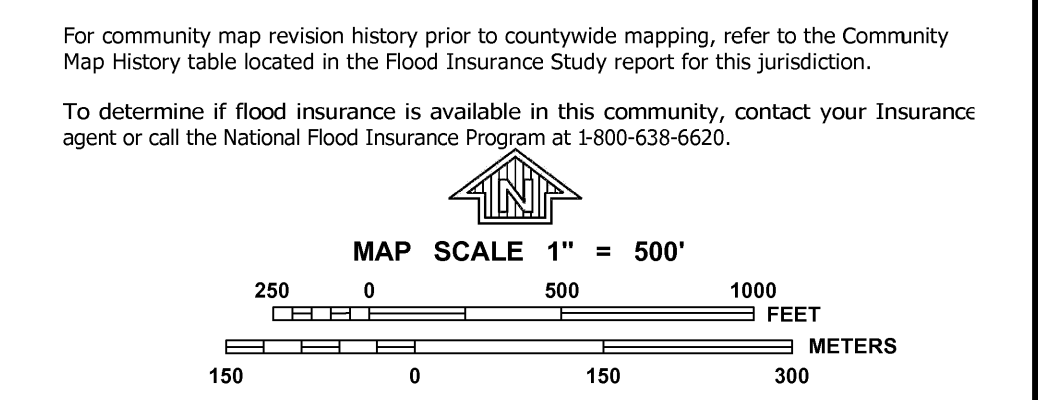 For community map revision history prior to countywide mapping, refer to the Community
Map History table located in the Flood Insurance Study report for this jurisdiction.
To determine if flood insurance is available in this community, contact your Insurance
agent or call the National Flood Insurance Program at 1-800-638-6620.
N
MAP SCALE 1" = 500'
250 0 500 1000
FEET
METERS
150 0 150 300